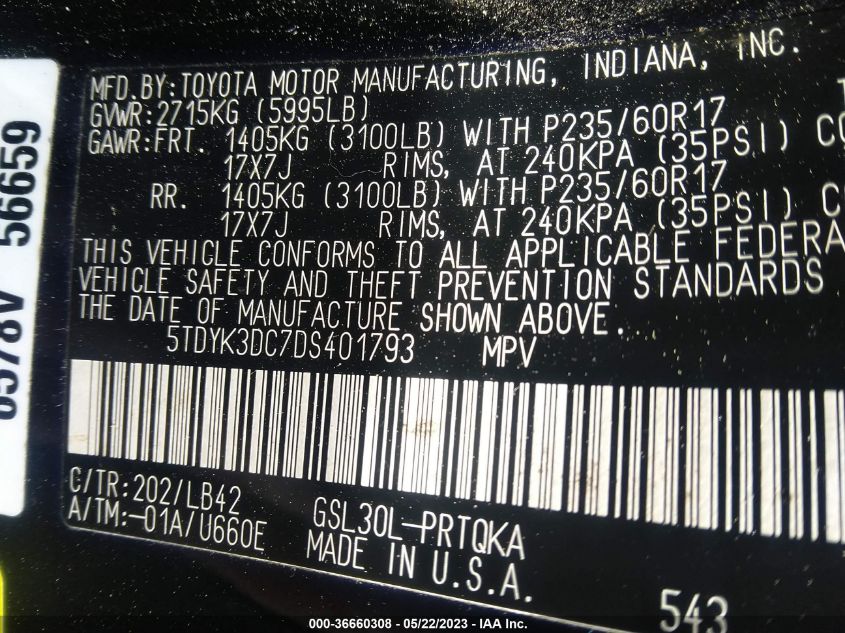 MFD. BY: TOYOTA MOTOR MANUFACTURING, INDIANA, INC.
GVWR: 2715KG (5995LB)
GAWR: FRT. 1405KG (3100LB) WITH P235/60R17
17X7J RIMS, AT 240KPA (35PSI)
RR. 1405KG (3100LB) WITH P235/60R17
17X7J RIMS, AT 240KPA (35PSI)
THIS VEHICLE CONFORMS TO ALL APPLICABLE FEDERA
VEHICLE SAFETY AND THEFT PREVENTION STANDARDS
THE DATE OF MANUFACTURE SHOWN ABOVE.
5TDYK3DC7DS401793 MPV
C/TR: 202/LB42
A/TM: -01A/U660E
GSL30L-PRTQKA
MADE IN U.S.A.
543
56659
000-36660308 - 05/22/2023 - IAA Inc.